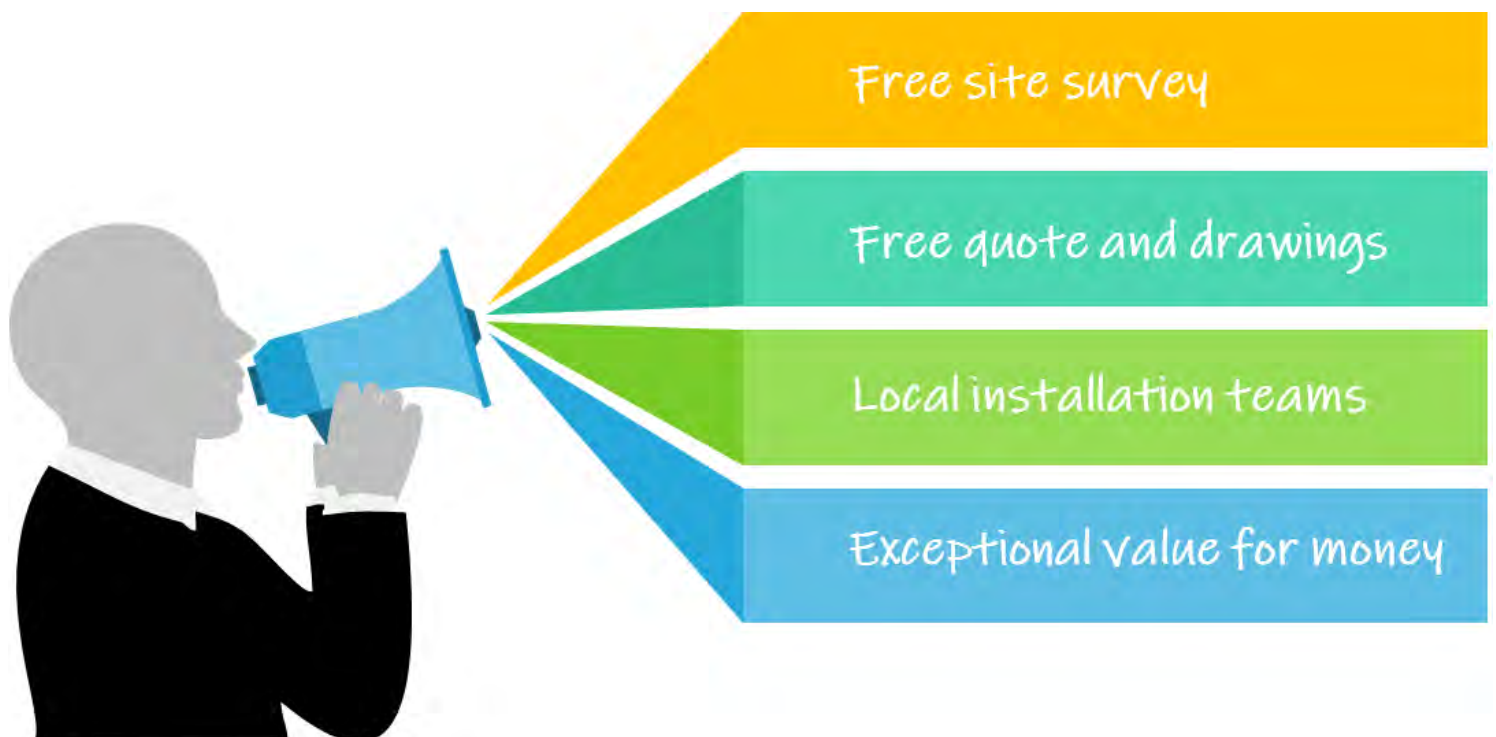 Free site survey
Free quote and drawings
Local installation teams
Exceptional value for money